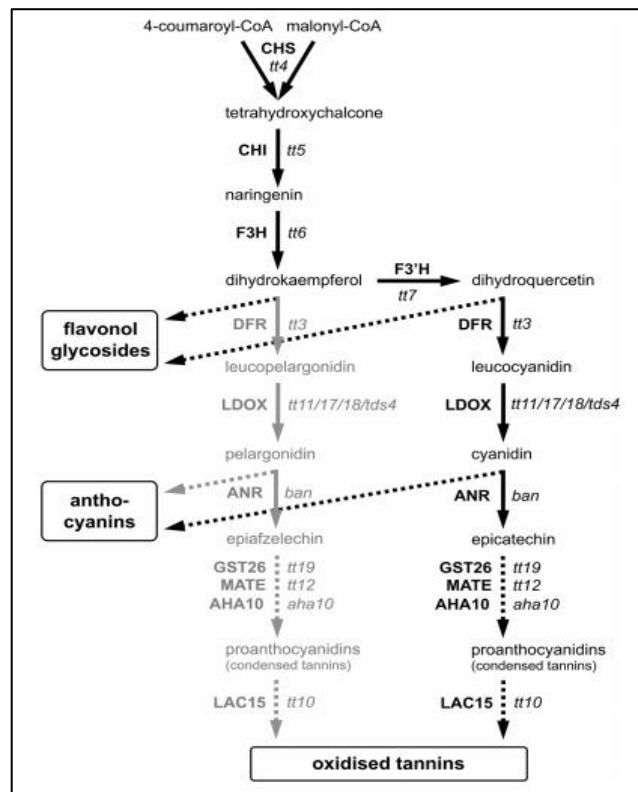 4-coumaroyl-CoA malonyl-CoA
CHS
tt4
tetrahydroxychalcone
CHI tt5
naringenin
F3H tt6
dihydrokaempferol F3'H dihydroquercetin
tt7
flavonol
glycosides
DFR tt3 DFR tt3
leucopelargonidin leucocyanidin
LDOX tt11/17/18/tds4 LDOX tt11/17/18/tds4
pelargonidin cyanidin
antho-
cyanins
ANR ban ANR ban
epiafzelechin epicatechin
GST26 tt19 GST26 tt19
MATE tt12 MATE tt12
AHA10 aha10 AHA10 aha10
proanthocyanidins proanthocyanidins
(condensed tannins) (condensed tannins)
LAC15 tt10 LAC15 tt10
oxidised tannins